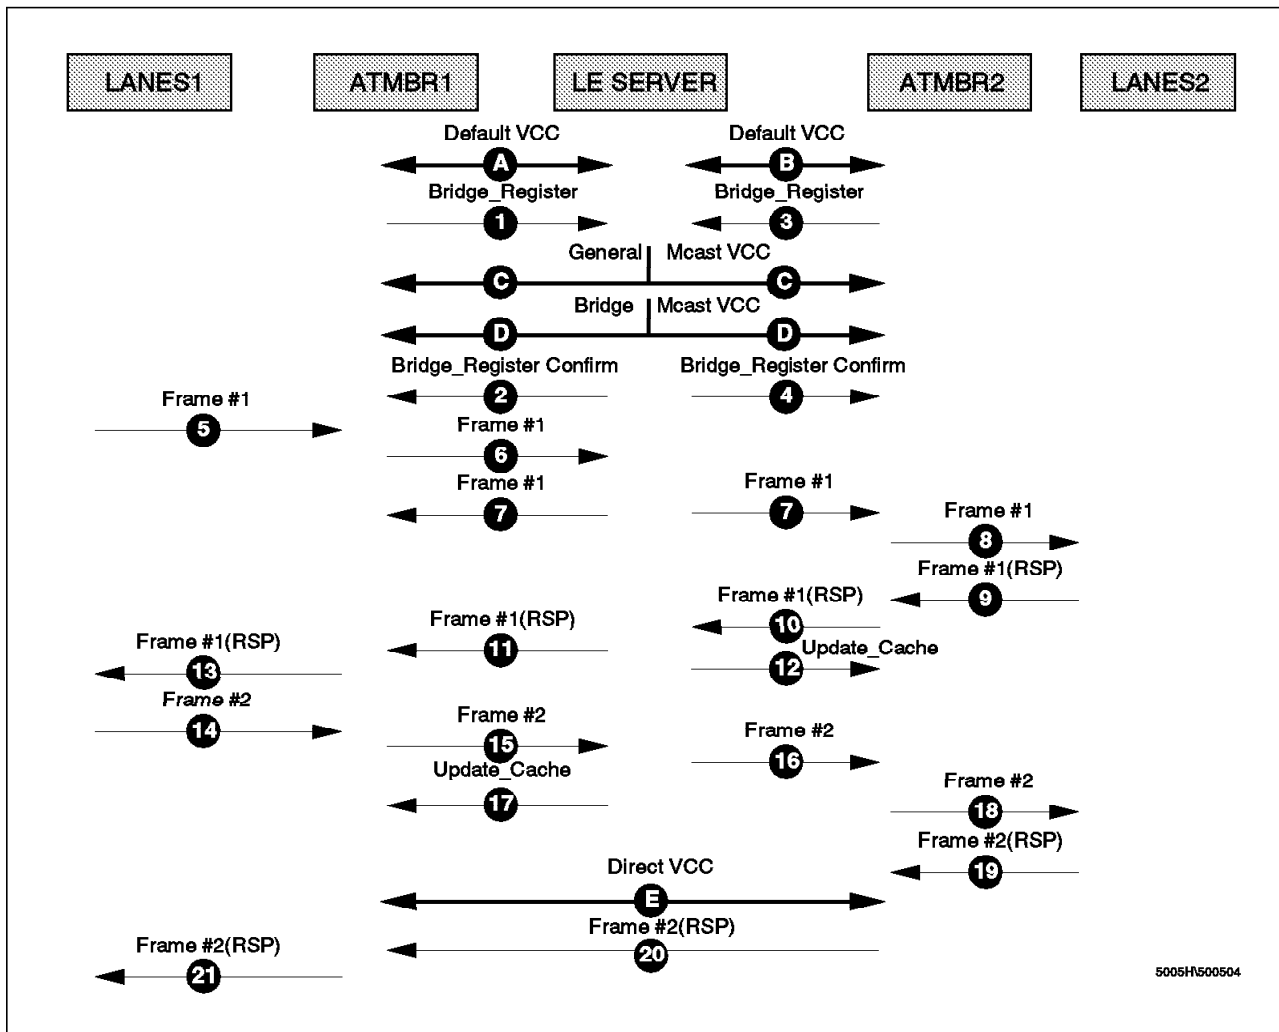 LANES1 ATMBR1 LE SERVER ATMBR2 LANES2
Default VCC Default VCC
A B
Bridge_Register Bridge_Register
1 3
General Mcast VCC
C C
Bridge Mcast VCC
D D
Bridge_Register Confirm Bridge_Register Confirm
2 4
Frame #1
5
Frame #1
6
Frame #1 Frame #1
7 7
Frame #1
8
Frame #1(RSP)
9
Frame #1(RSP)
10
Frame #1(RSP)
11
Update_Cache
12
Frame #1(RSP)
13
Frame #2
14
Frame #2
15
Frame #2
16
Update_Cache
17
Frame #2
18
Frame #2(RSP)
19
Direct VCC
E
Frame #2(RSP)
20
Frame #2(RSP)
21
5005H\500504